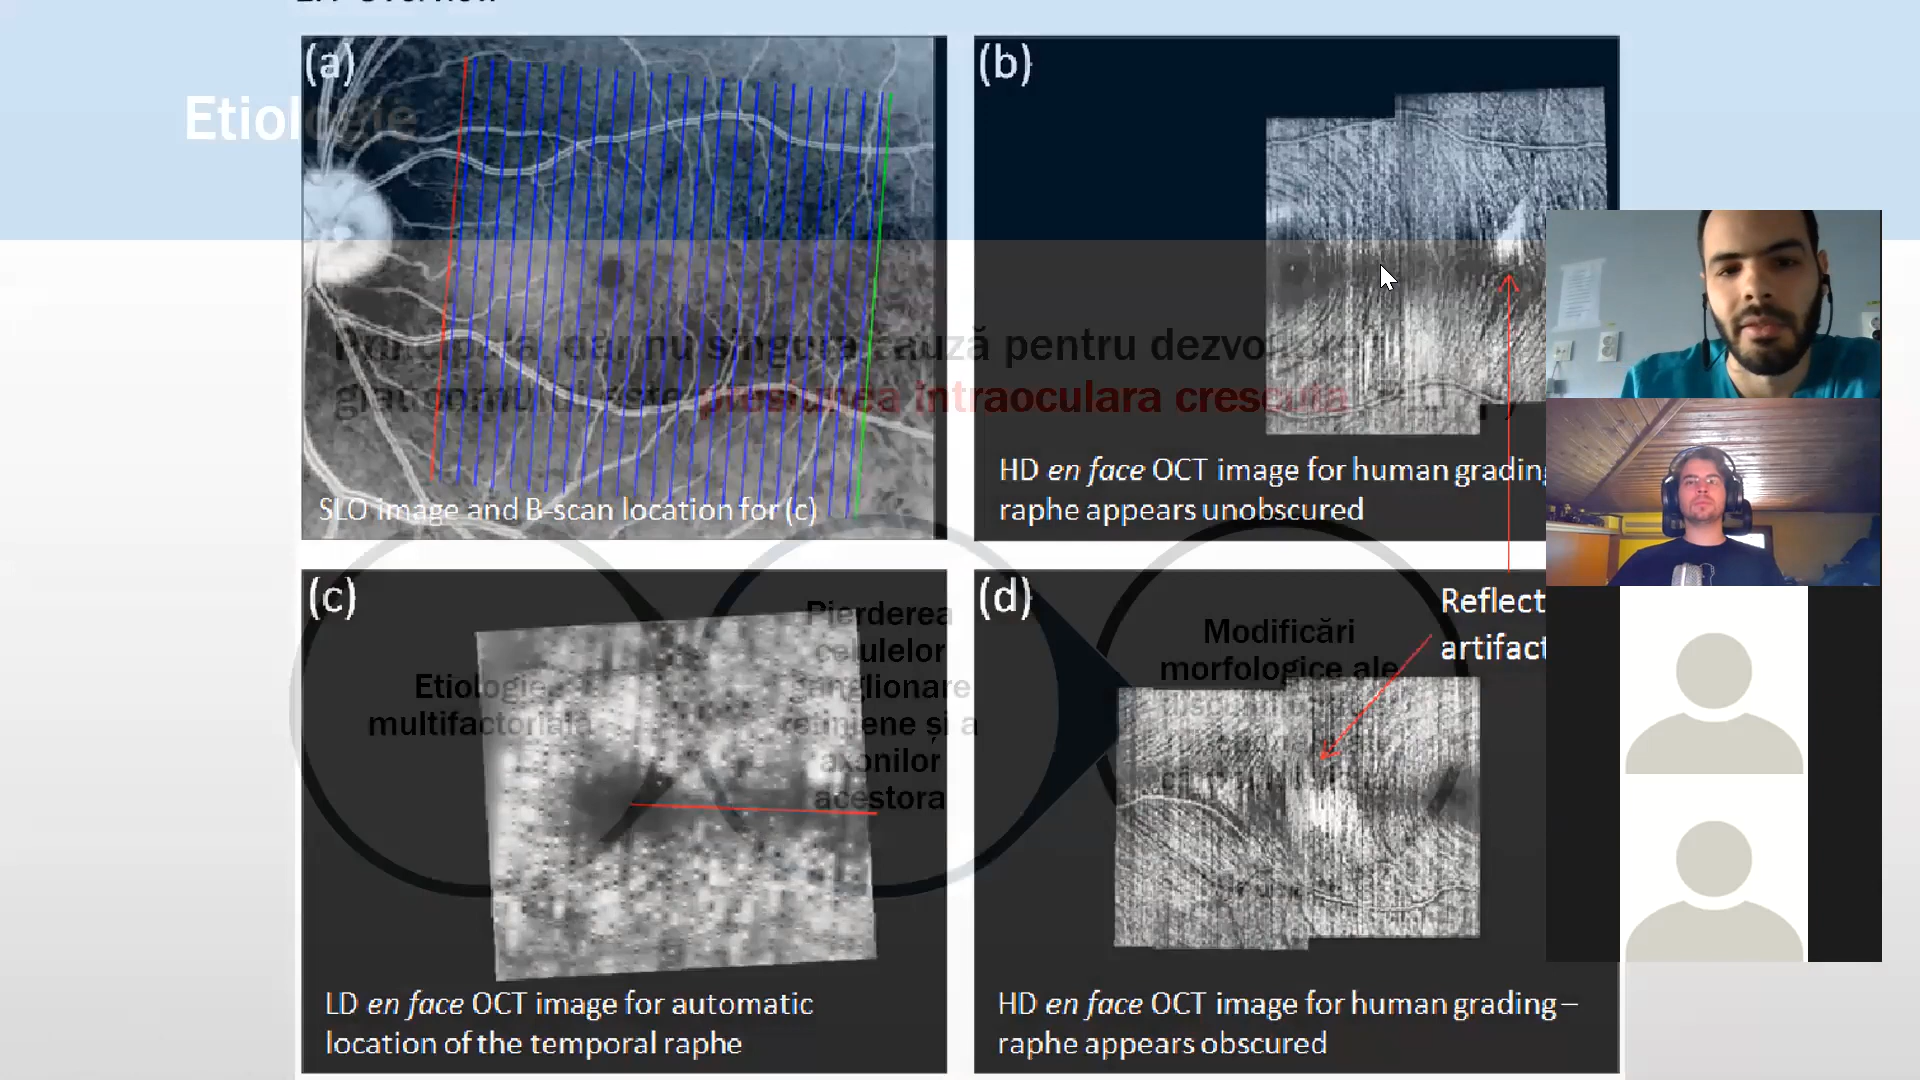 Etiologie
(a)
(b)
Principala, dar nu singura cauză pentru dezvoltarea
glaucomului este presiunea intraoculara crescuta
SLO image and B-scan location for (c)
HD en face OCT image for human grading
raphe appears unobscured
(c)
(d)
Etiologie
multifactoriala
Pierderea
celulelor
ganglionare
retiniene și a
axonilor
acestora
Modificări
morfologice ale
Reflect
artifact
LD en face OCT image for automatic
location of the temporal raphe
HD en face OCT image for human grading –
raphe appears obscured